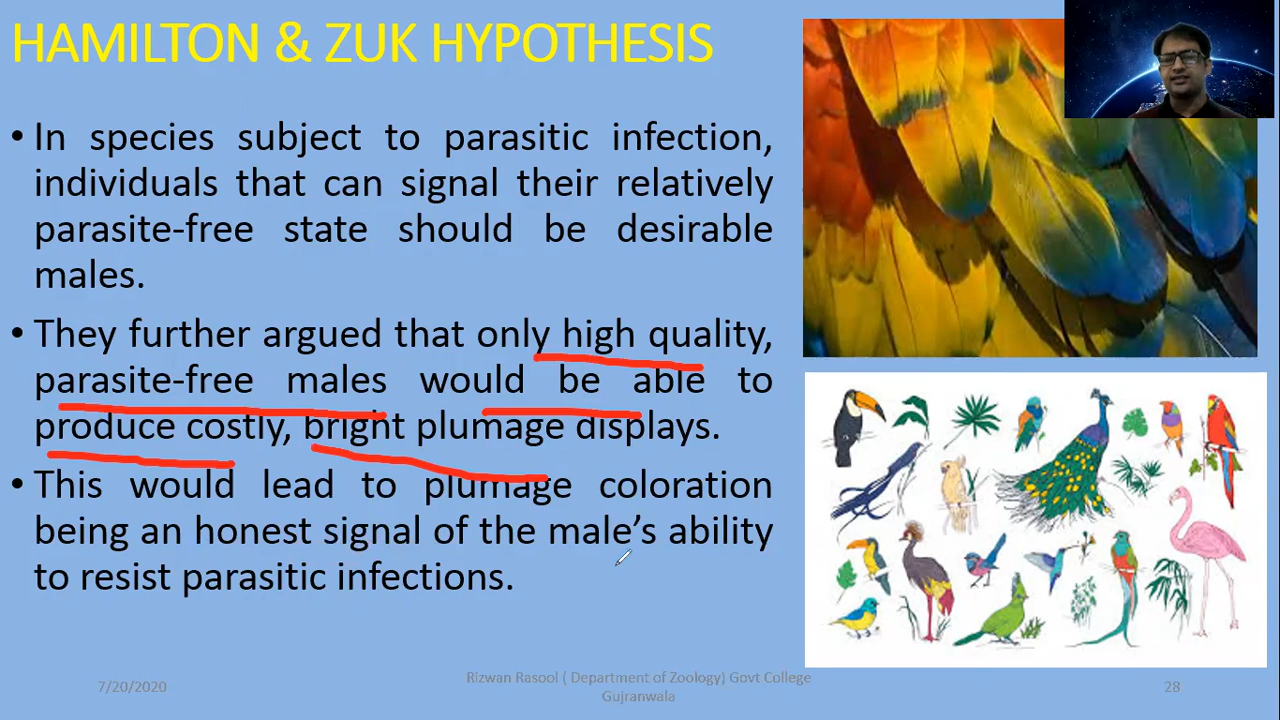 HAMILTON & ZUK HYPOTHESIS
• In species subject to parasitic infection,
individuals that can signal their relatively
parasite-free state should be desirable
males.
• They further argued that only high quality,
parasite-free males would be able to
produce costly, bright plumage displays.
• This would lead to plumage coloration
being an honest signal of the male’s ability
to resist parasitic infections.
7/20/2020
Rizwan Rasool ( Department of Zoology) Govt College
Gujranwala
28